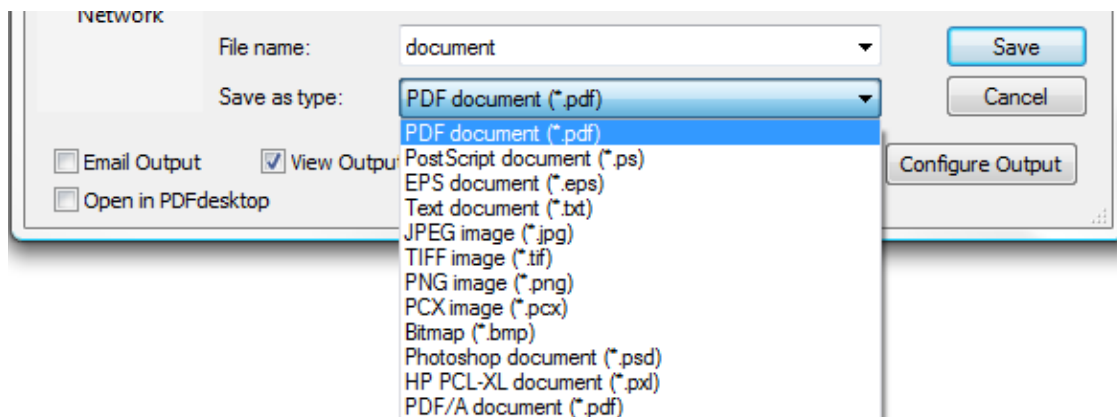 Network
File name:
document
Save
Save as type:
PDF document (*.pdf)
Cancel
PDF document (*.pdf)
PostScript document (*.ps)
EPS document (*.eps)
Text document (*.txt)
JPEG image (*.jpg)
TIFF image (*.tif)
PNG image (*.png)
PCX image (*.pcx)
Bitmap (*.bmp)
Photoshop document (*.psd)
HP PCL-XL document (*.pxl)
PDF/A document (*.pdf)
Email Output
View Outpu
Configure Output
Open in PDFdesktop